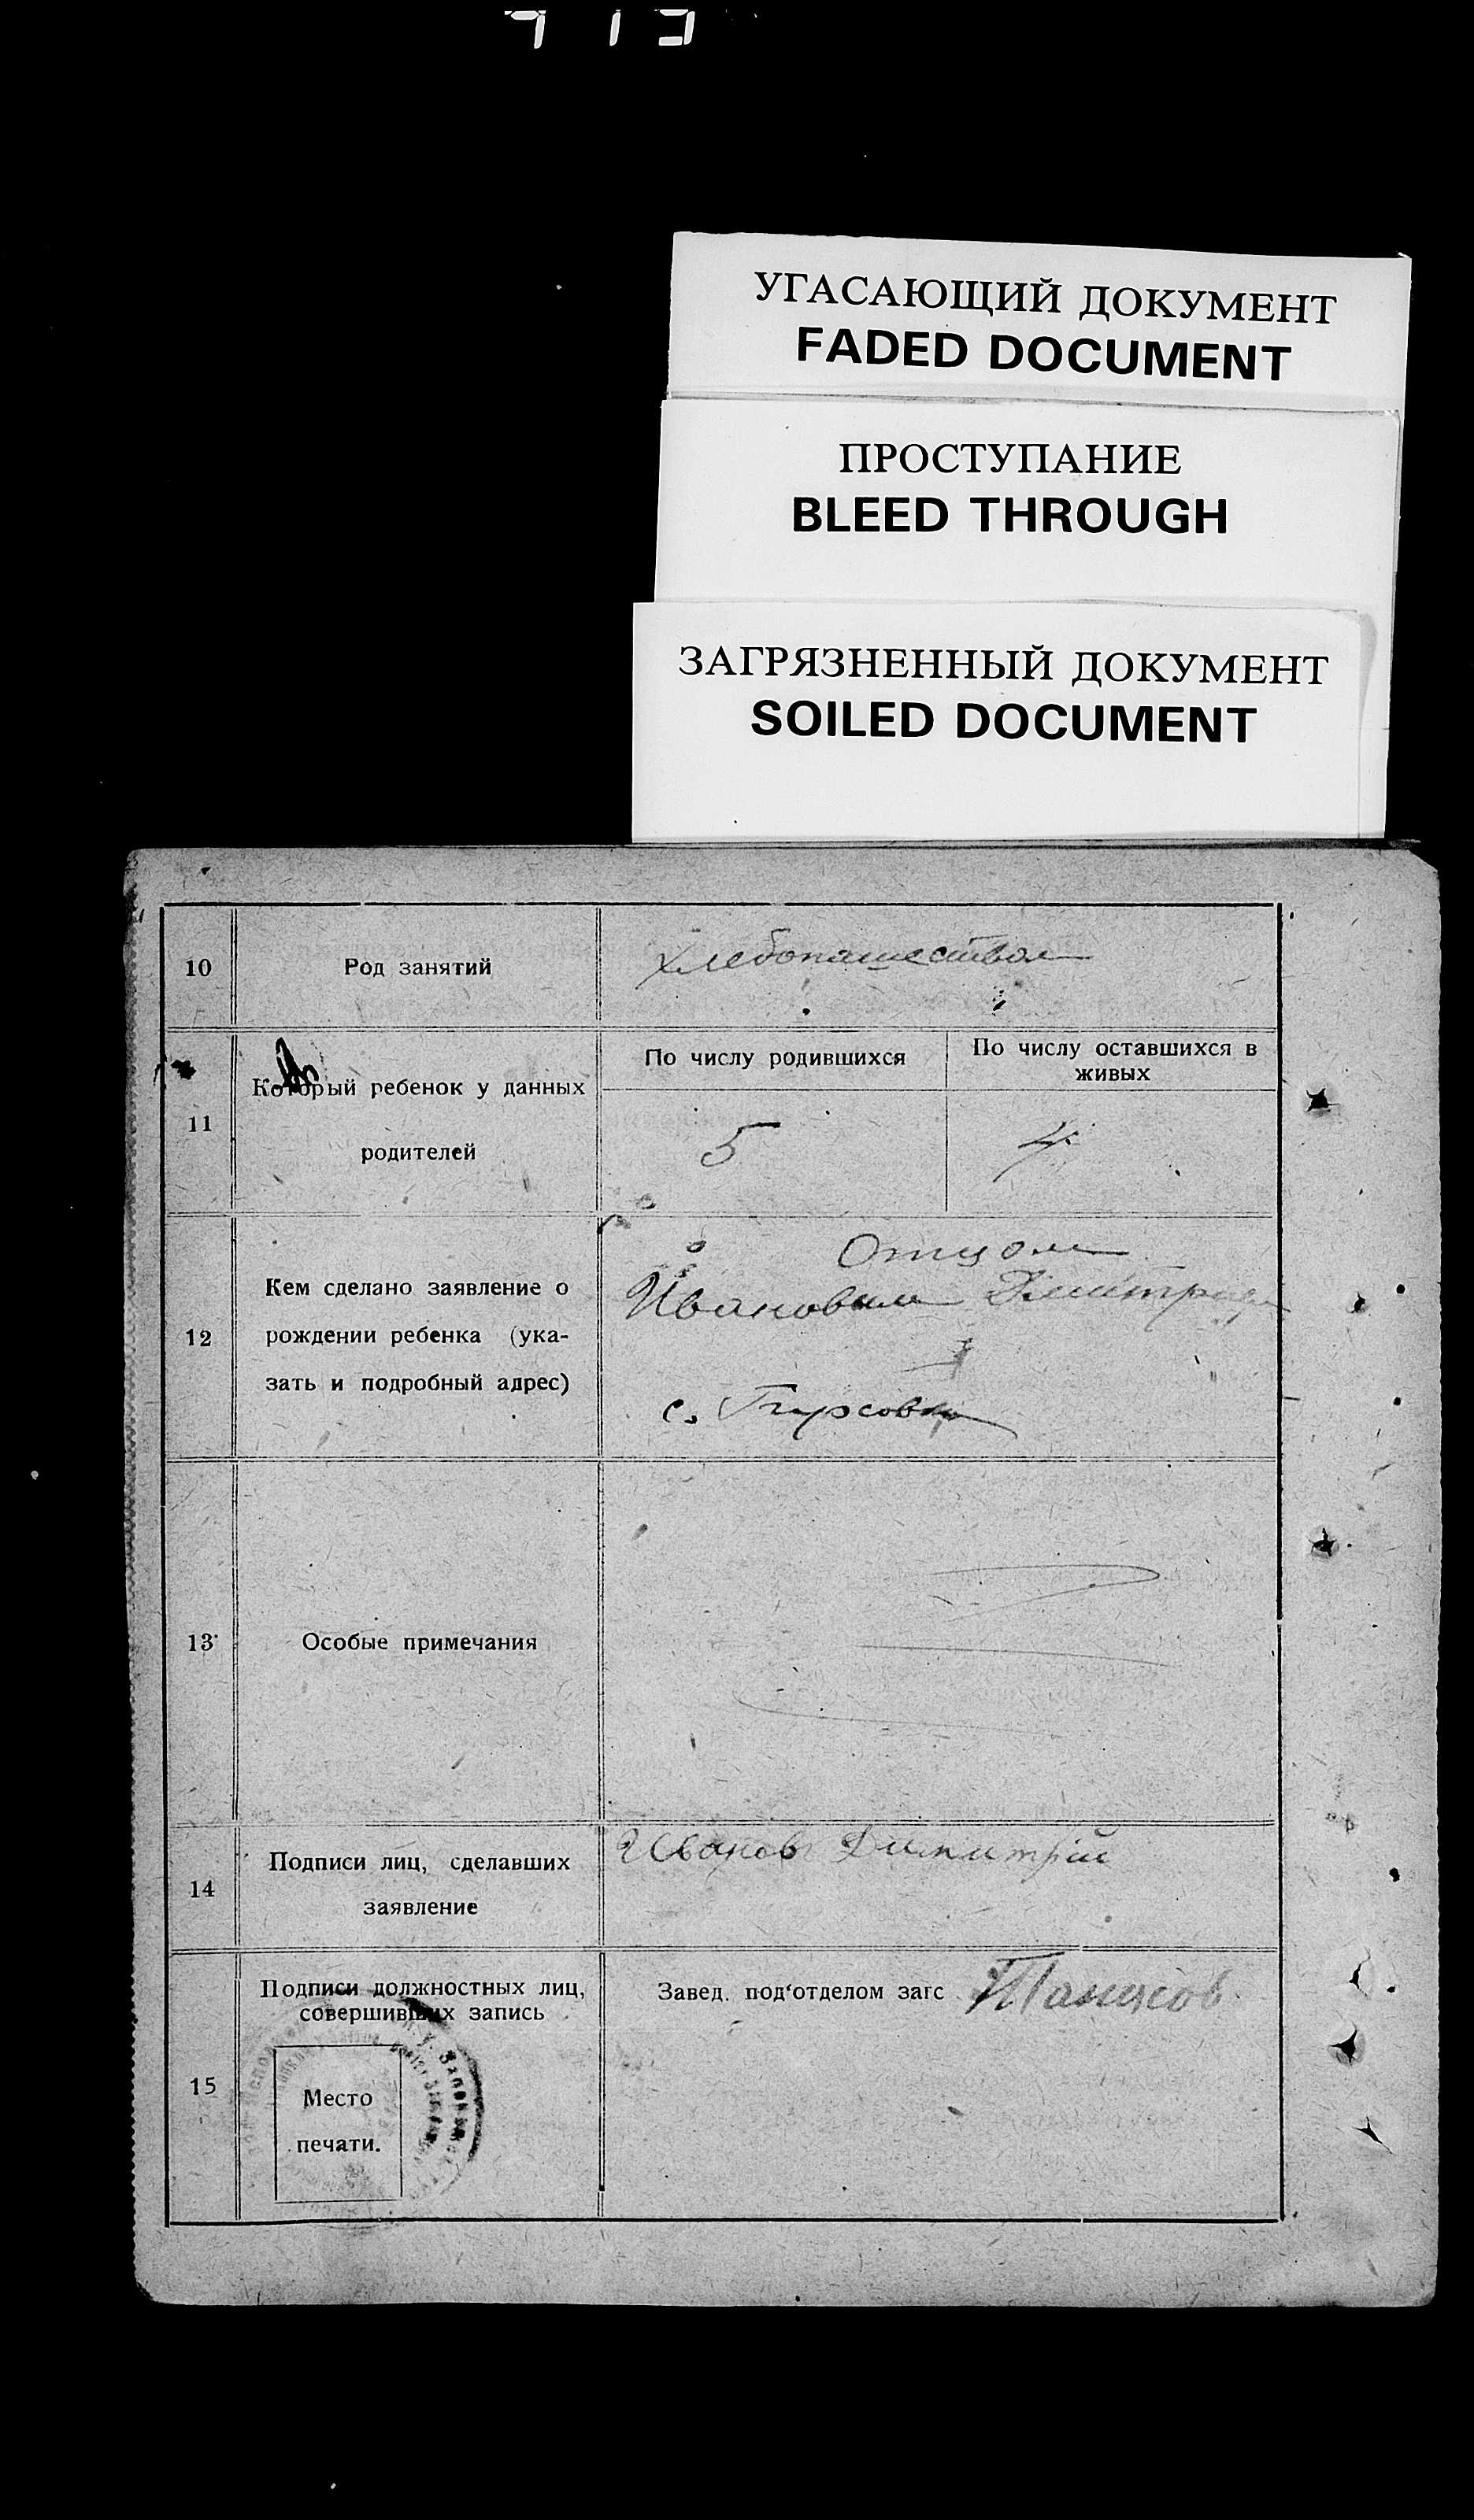 УГАСАЮЩИЙ ДОКУМЕНТ
FADED DOCUMENT
ПРОСТУПАНИЕ
BLEED THROUGH
ЗАГРЯЗНЕННЫЙ ДОКУМЕНТ
SOILED DOCUMENT
10 Род занятий Хлебопашеством
11 Который ребенок у данных
родителей
По числу родившихся
По числу оставшихся в
живых
5 4
12 Кем сделано заявление о
рождении ребенка (ука-
зать и подробный адрес)
Отцом
Ивановым Дмитрием
с.
13 Особые примечания
14 Подписи лиц, сделавших
заявление
Иванов Димитрій
15 Подписи должностных лиц,
совершивших запись
Место
печати.
Завед. под'отделом загс